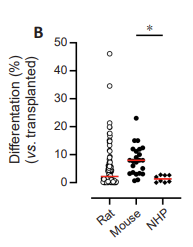 B
*
Differentation (%)
(vs. transplanted)
50
40
30
20
10
0
Rat
Mouse
NHP